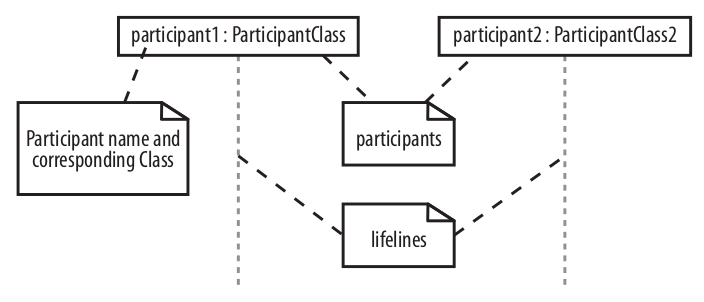 participant1 : ParticipantClass
participant2 : ParticipantClass2
Participant name and
corresponding Class
participants
lifelines